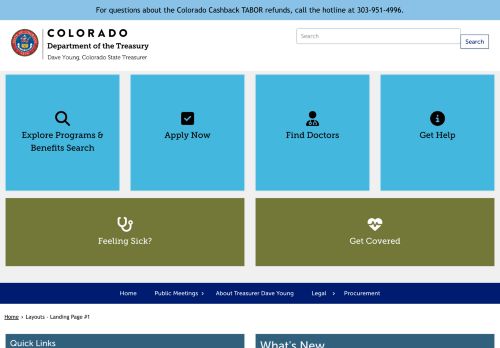 For questions about the Colorado Cashback TABOR refunds, call the hotline at 303-951-4996.
COLORADO
Department of the Treasury
Dave Young, Colorado State Treasurer
Search
Search
Explore Programs &
Benefits Search
Apply Now
Find Doctors
Get Help
Feeling Sick?
Get Covered
Home Public Meetings › About Treasurer Dave Young Legal › Procurement
Home › Layouts - Landing Page #1
Quick Links
What's New